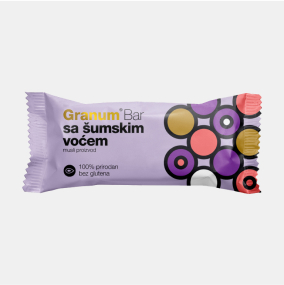 Granum® Bar
sa šumskim
voćem
musli proizvod
100% prirodan
bez glutena